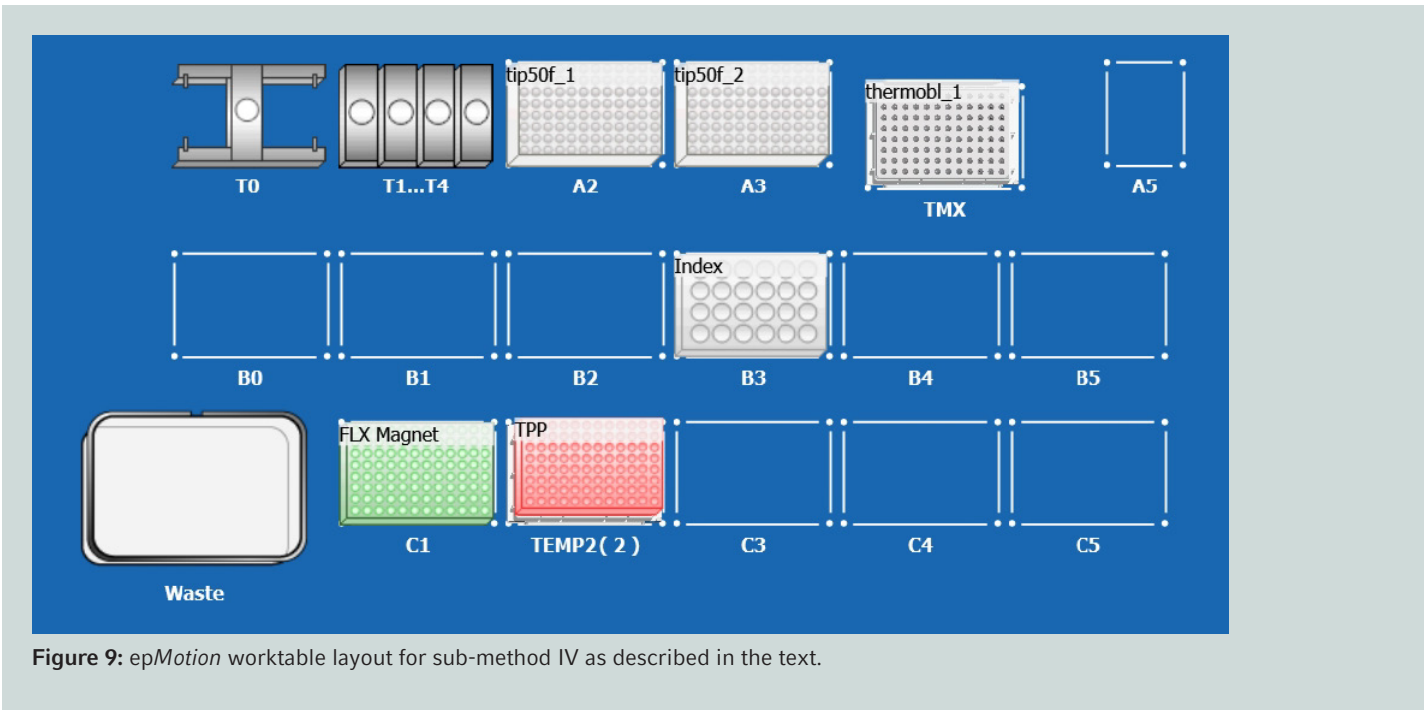 tip50f_1
tip50f_2
thermobl_1
T0
T1...T4
A2
A3
TMX
A5
Index
B0
B1
B2
B3
B4
B5
FLX Magnet
TPP
C1
TEMP2( 2 )
C3
C4
C5
Waste
Figure 9: epMotion worktable layout for sub-method IV as described in the text.